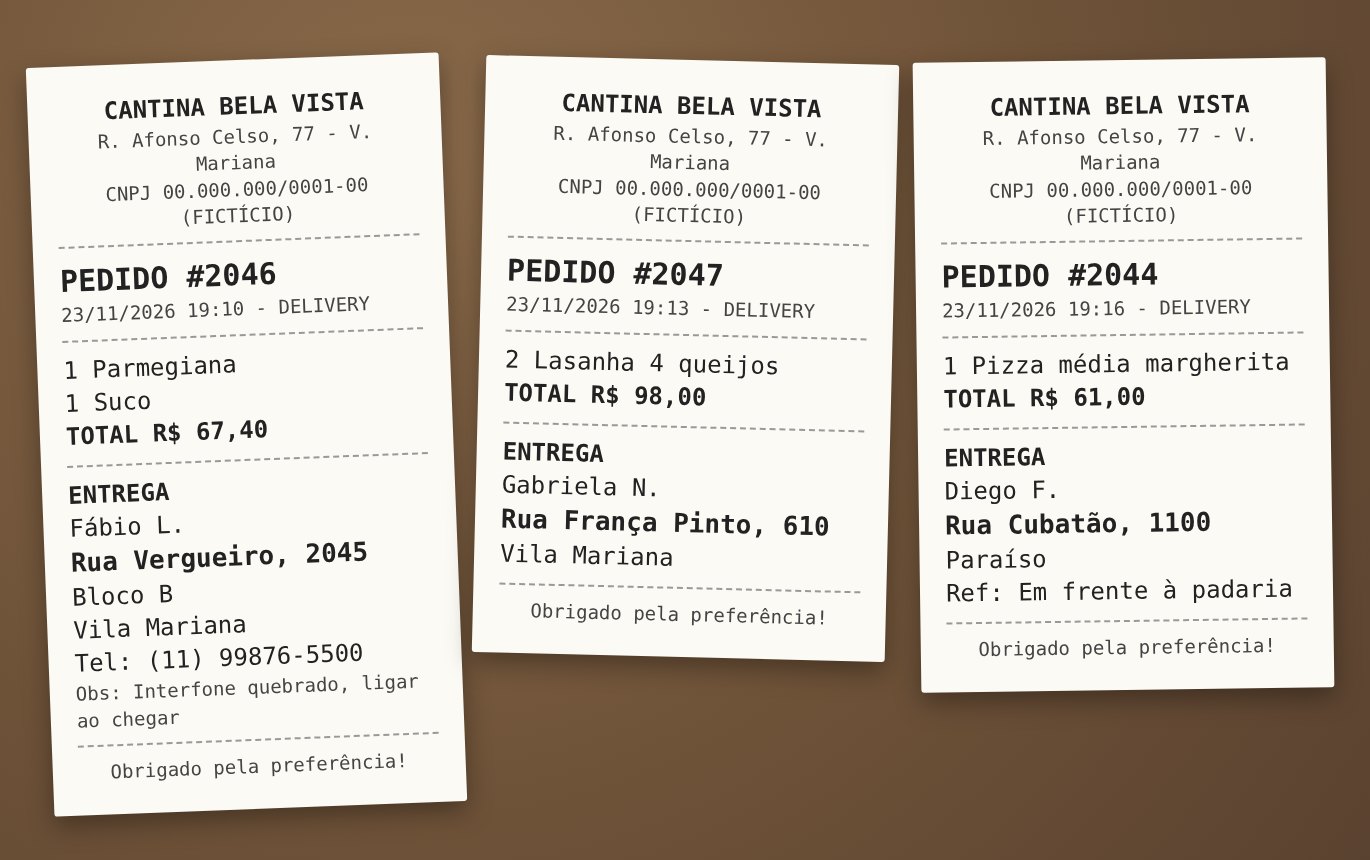 CANTINA BELA VISTA
R. Afonso Celso, 77 - V.
Mariana
CNPJ 00.000.000/0001-00
(FICTÍCIO)
PEDIDO #2046
23/11/2026 19:10 - DELIVERY
1 Parmegiana
1 Suco
TOTAL R$ 67,40
ENTREGA
Fábio L.
Rua Vergueiro, 2045
Bloco B
Vila Mariana
Tel: (11) 99876-5500
Obs: Interfone quebrado, ligar
ao chegar
Obrigado pela preferência!
CANTINA BELA VISTA
R. Afonso Celso, 77 - V.
Mariana
CNPJ 00.000.000/0001-00
(FICTÍCIO)
PEDIDO #2047
23/11/2026 19:13 - DELIVERY
2 Lasanha 4 queijos
TOTAL R$ 98,00
ENTREGA
Gabriela N.
Rua França Pinto, 610
Vila Mariana
Obrigado pela preferência!
CANTINA BELA VISTA
R. Afonso Celso, 77 - V.
Mariana
CNPJ 00.000.000/0001-00
(FICTÍCIO)
PEDIDO #2044
23/11/2026 19:16 - DELIVERY
1 Pizza média margherita
TOTAL R$ 61,00
ENTREGA
Diego F.
Rua Cubatão, 1100
Paraíso
Ref: Em frente à padaria
Obrigado pela preferência!